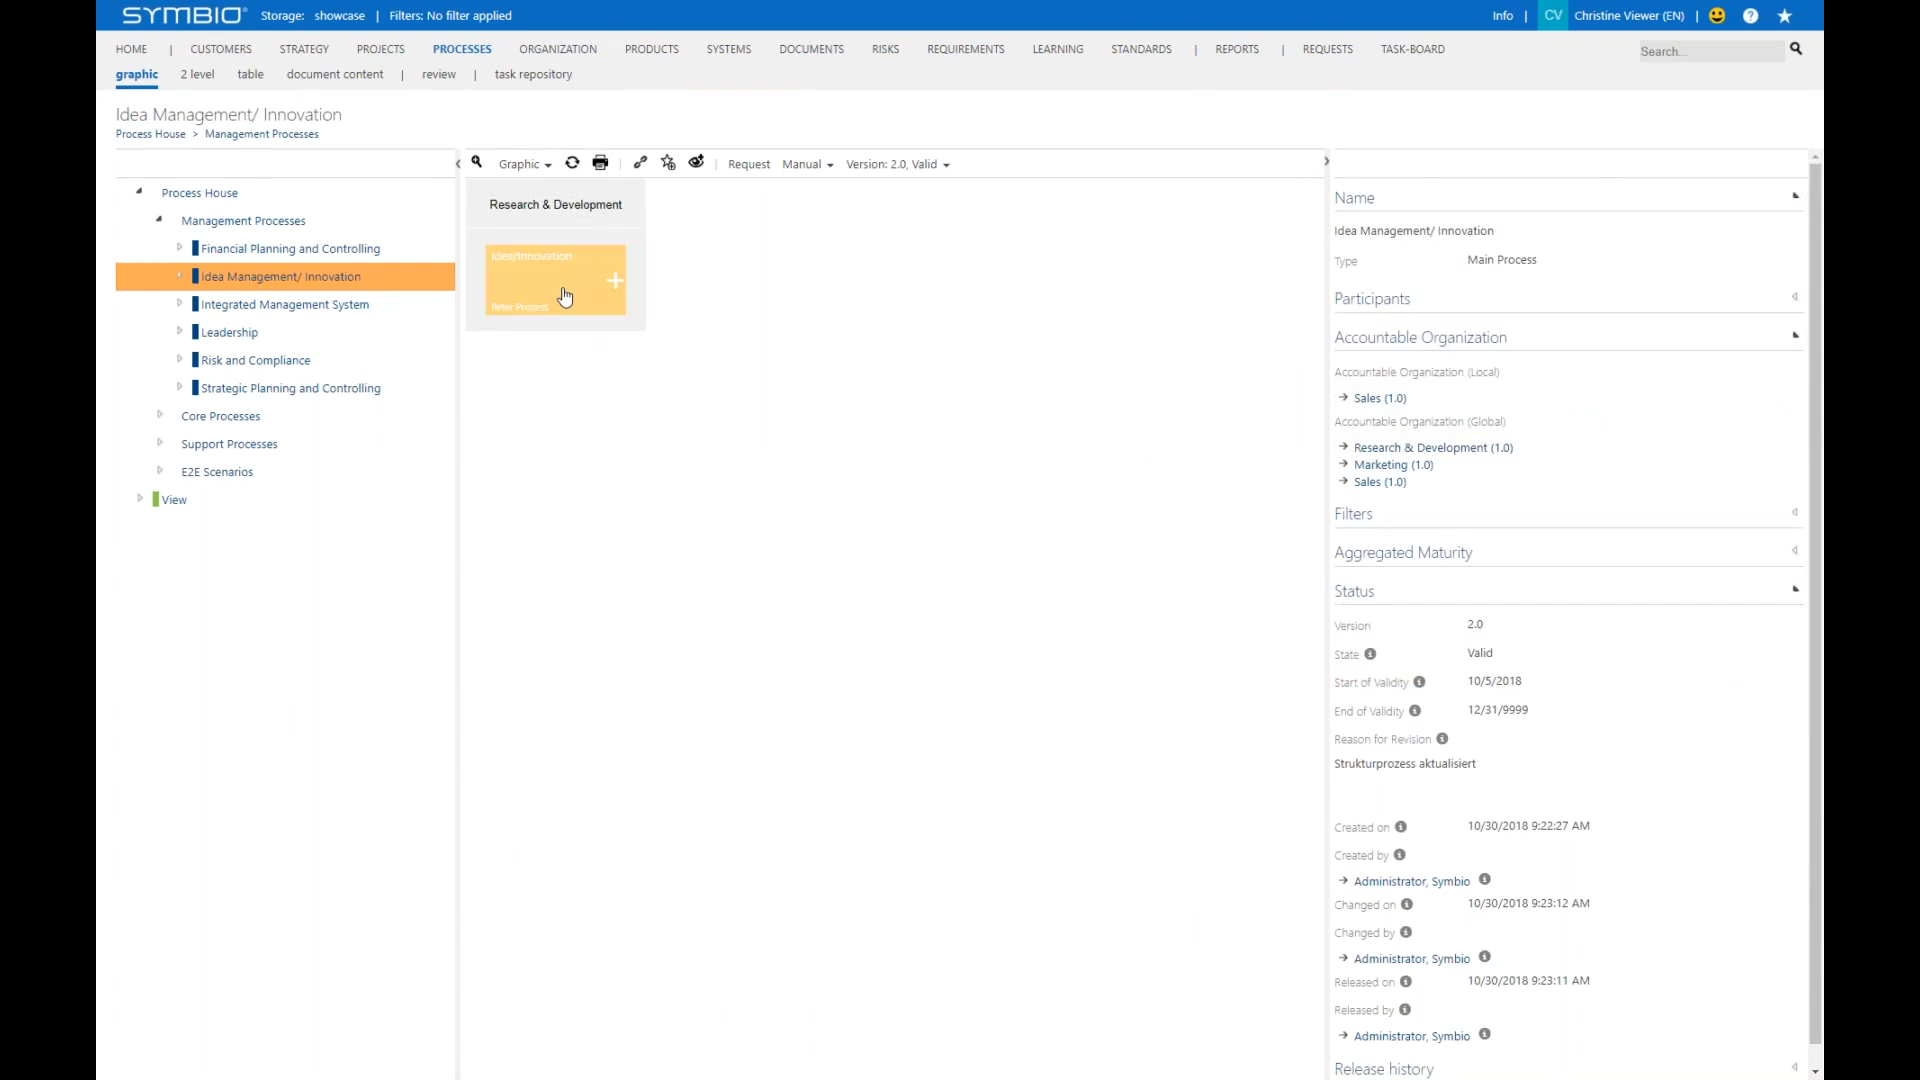 SYMBIO® Storage: showcase | Filters: No filter applied Info | CV Christine Viewer (EN) |
HOME | CUSTOMERS STRATEGY PROJECTS PROCESSES ORGANIZATION PRODUCTS SYSTEMS DOCUMENTS RISKS REQUIREMENTS LEARNING STANDARDS | REPORTS | REQUESTS TASK-BOARD Search...
graphic 2 level table document content | review | task repository
Idea Management/ Innovation
Process House > Management Processes
Graphic Request Manual Version: 2.0, Valid
Process House
Management Processes
Financial Planning and Controlling
Idea Management/ Innovation
Integrated Management System
Leadership
Risk and Compliance
Strategic Planning and Controlling
Core Processes
Support Processes
E2E Scenarios
View
Research & Development
Idea/Innovation
Peter Prozess
Name
Idea Management/ Innovation
Type Main Process
Participants
Accountable Organization
Accountable Organization (Local)
Sales (1.0)
Accountable Organization (Global)
Research & Development (1.0)
Marketing (1.0)
Sales (1.0)
Filters
Aggregated Maturity
Status
Version 2.0
State Valid
Start of Validity 10/5/2018
End of Validity 12/31/9999
Reason for Revision
Strukturprozess aktualisiert
Created on 10/30/2018 9:22:27 AM
Created by
Administrator, Symbio
Changed on 10/30/2018 9:23:12 AM
Changed by
Administrator, Symbio
Released on 10/30/2018 9:23:11 AM
Released by
Administrator, Symbio
Release history